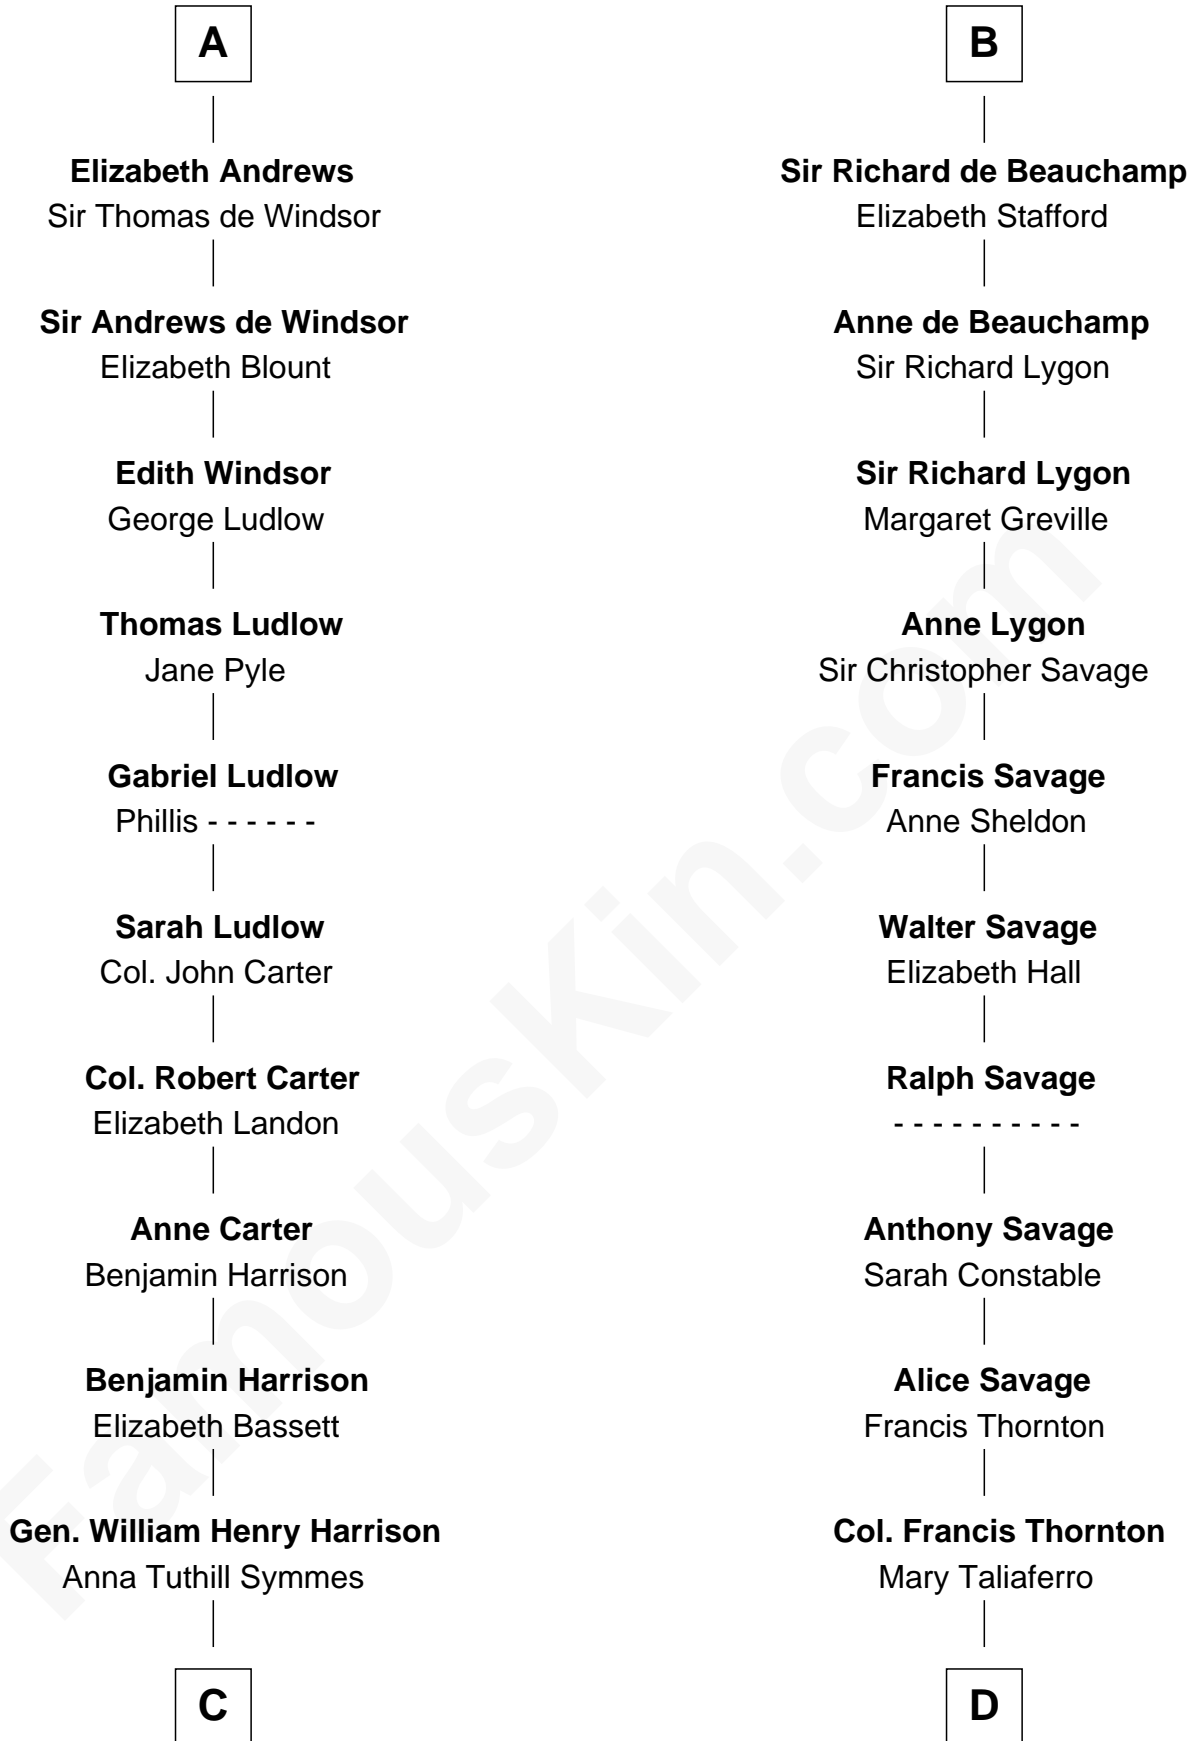 A
Elizabeth Andrews
Sir Thomas de Windsor
Sir Andrews de Windsor
Elizabeth Blount
Edith Windsor
George Ludlow
Thomas Ludlow
Jane Pyle
Gabriel Ludlow
Phillis - - - - - -
Sarah Ludlow
Col. John Carter
Col. Robert Carter
Elizabeth Landon
Anne Carter
Benjamin Harrison
Benjamin Harrison
Elizabeth Bassett
Gen. William Henry Harrison
Anna Tuthill Symmes
C
B
Sir Richard de Beauchamp
Elizabeth Stafford
Anne de Beauchamp
Sir Richard Lygon
Sir Richard Lygon
Margaret Greville
Anne Lygon
Sir Christopher Savage
Francis Savage
Anne Sheldon
Walter Savage
Elizabeth Hall
Ralph Savage
- - - - - - - - - -
Anthony Savage
Sarah Constable
Alice Savage
Francis Thornton
Col. Francis Thornton
Mary Taliaferro
D
FamousKin.com